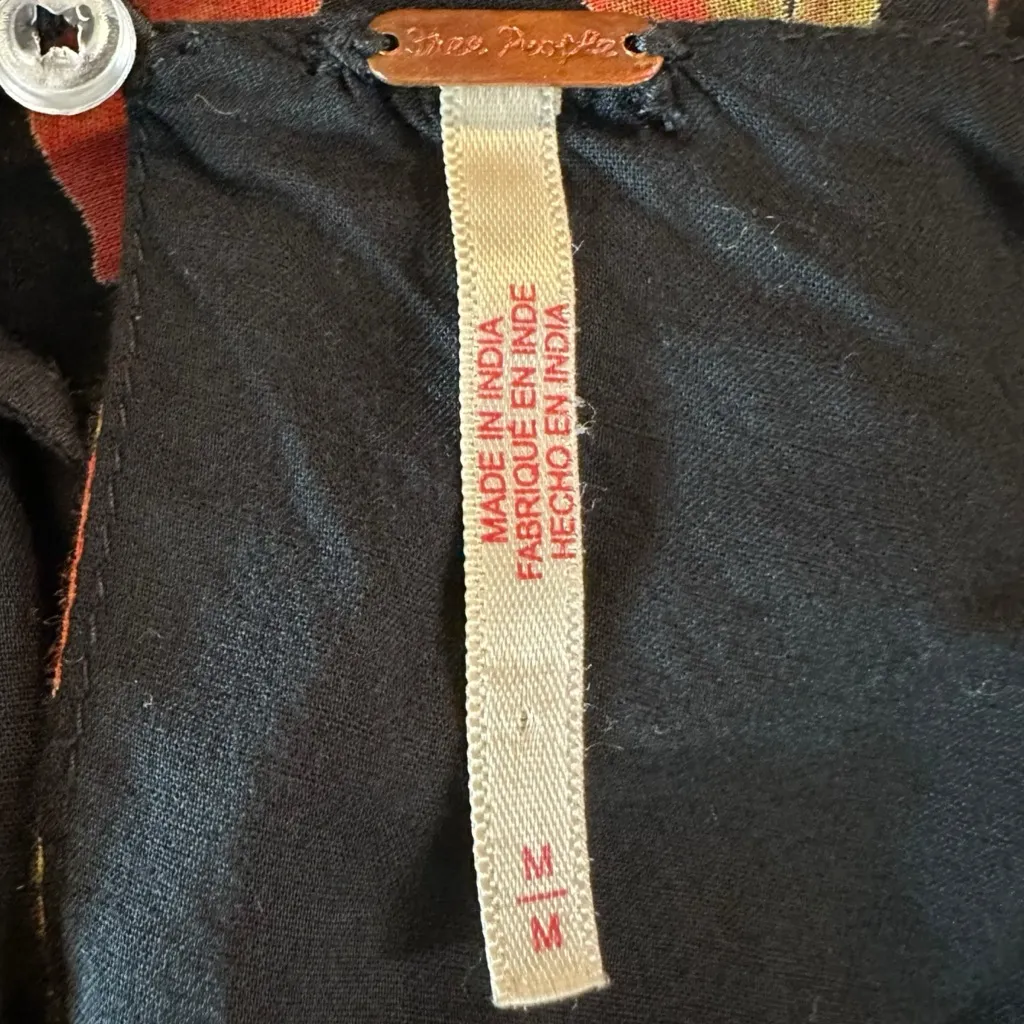 Free People
MADE IN INDIA
FABRIQUÉ EN INDE
HECHO EN INDIA
M
M